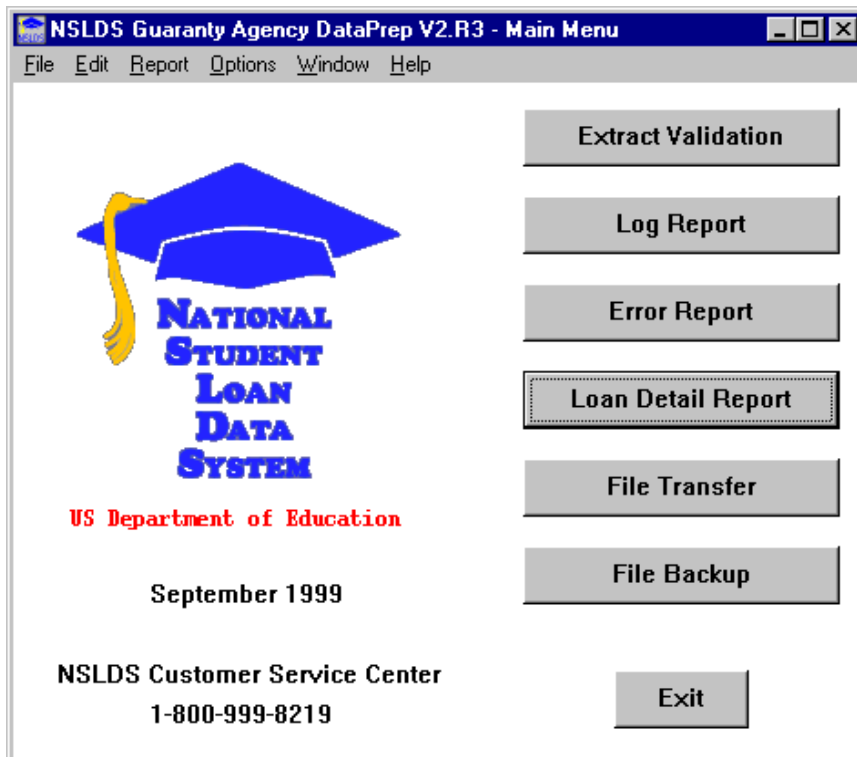 NSLDS Guaranty Agency DataPrep V2.R3 - Main Menu
File Edit Report Options Window Help
Extract Validation
Log Report
Error Report
Loan Detail Report
File Transfer
File Backup
Exit
NATIONAL
STUDENT
LOAN
DATA
SYSTEM
US Department of Education
September 1999
NSLDS Customer Service Center
1-800-999-8219